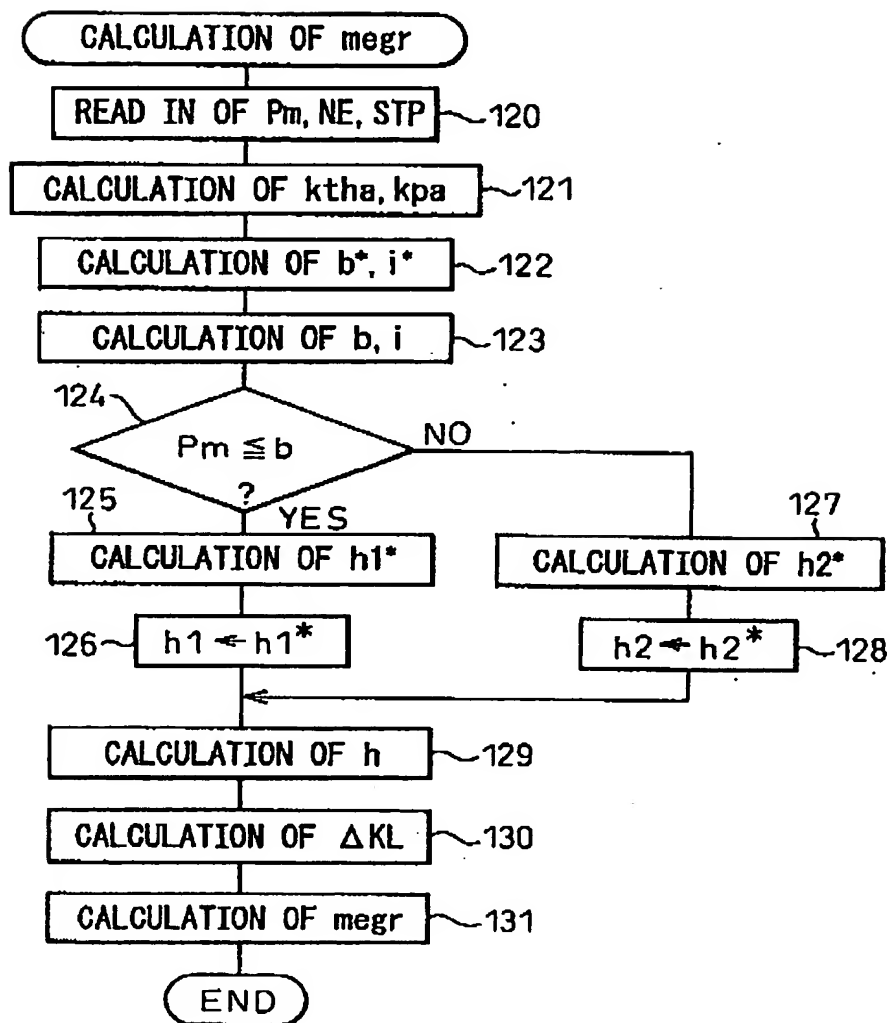 CALCULATION OF megr
READ IN OF Pm, NE, STP
120
CALCULATION OF ktha, kpa
121
CALCULATION OF b*, i*
122
CALCULATION OF b, i
123
124
Pm ≦ b
?
NO
YES
125
CALCULATION OF h1*
127
CALCULATION OF h2*
126
h1 ← h1*
h2 ← h2*
128
CALCULATION OF h
129
CALCULATION OF ΔKL
130
CALCULATION OF megr
131
END